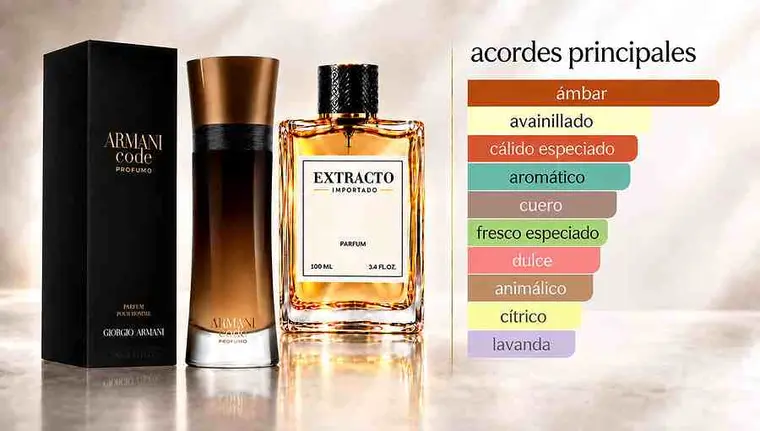 ARMANI
code
PROFUMO
PARFUM
POUR HOMME
GIORGIO ARMANI
ARMANI
code
PROFUMO
EXTRACTO
IMPORTADO
PARFUM
100 ML 3.4 FL.OZ.
acordes principales
ámbar
avainillado
cálido especiado
aromático
cuero
fresco especiado
dulce
animálico
cítrico
lavanda